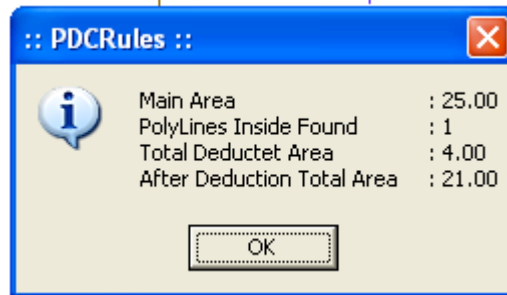 :: PDCRules ::
Main Area : 25.00
PolyLines Inside Found : 1
Total Deductet Area : 4.00
After Deduction Total Area : 21.00
OK